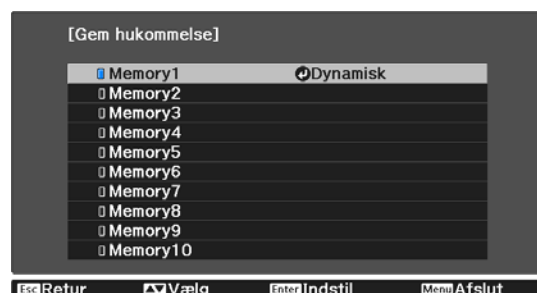 [Gem hukommelse]
Memory1 Dynamisk
Memory2
Memory3
Memory4
Memory5
Memory6
Memory7
Memory8
Memory9
Memory10
Esc Retur Vælg Enter Indstil Menu Afslut